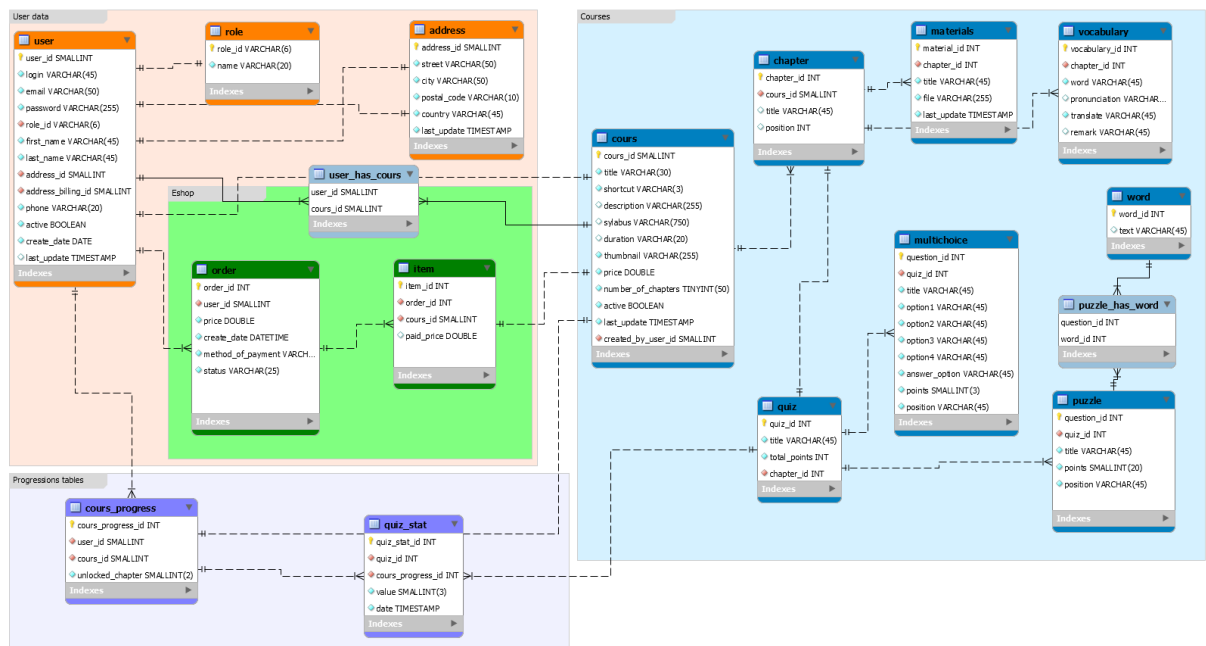 User data
user
user_id SMALLINT
login VARCHAR(45)
email VARCHAR(50)
password VARCHAR(255)
role_id VARCHAR(6)
first_name VARCHAR(45)
last_name VARCHAR(45)
address_id SMALLINT
address_billing_id SMALLINT
phone VARCHAR(20)
active BOOLEAN
create_date DATE
last_update TIMESTAMP
Indexes
role
role_id VARCHAR(6)
name VARCHAR(20)
Indexes
address
address_id SMALLINT
street VARCHAR(50)
city VARCHAR(50)
postal_code VARCHAR(10)
country VARCHAR(45)
last_update TIMESTAMP
Indexes
user_has_cours
user_id SMALLINT
cours_id SMALLINT
Indexes
Eshop
order
order_id INT
user_id SMALLINT
price DOUBLE
create_date DATETIME
method_of_payment VARCH...
status VARCHAR(25)
Indexes
item
item_id INT
order_id INT
cours_id SMALLINT
paid_price DOUBLE
Indexes
Courses
cours
cours_id SMALLINT
title VARCHAR(30)
shortcut VARCHAR(3)
description VARCHAR(255)
sylabus VARCHAR(750)
duration VARCHAR(20)
thumbnail VARCHAR(255)
price DOUBLE
number_of_chapters TINYINT(50)
active BOOLEAN
last_update TIMESTAMP
created_by_user_id SMALLINT
Indexes
chapter
chapter_id INT
cours_id SMALLINT
title VARCHAR(45)
position INT
Indexes
materials
material_id INT
chapter_id INT
title VARCHAR(45)
file VARCHAR(255)
last_update TIMESTAMP
Indexes
vocabulary
vocabulary_id INT
chapter_id INT
word VARCHAR(45)
pronunciation VARCHAR...
translate VARCHAR(45)
remark VARCHAR(45)
Indexes
word
word_id INT
text VARCHAR(45)
Indexes
multichoice
question_id INT
quiz_id INT
title VARCHAR(45)
option1 VARCHAR(45)
option2 VARCHAR(45)
option3 VARCHAR(45)
option4 VARCHAR(45)
answer_option VARCHAR(45)
points SMALLINT(3)
position VARCHAR(45)
Indexes
puzzle_has_word
question_id INT
word_id INT
Indexes
quiz
quiz_id INT
title VARCHAR(45)
total_points INT
chapter_id INT
Indexes
puzzle
question_id INT
quiz_id INT
title VARCHAR(45)
points SMALLINT(20)
position VARCHAR(45)
Indexes
Progressions tables
cours_progress
cours_progress_id INT
user_id SMALLINT
cours_id SMALLINT
unlocked_chapter SMALLINT(2)
Indexes
quiz_stat
quiz_stat_id INT
quiz_id INT
cours_progress_id INT
value SMALLINT(3)
date TIMESTAMP
Indexes